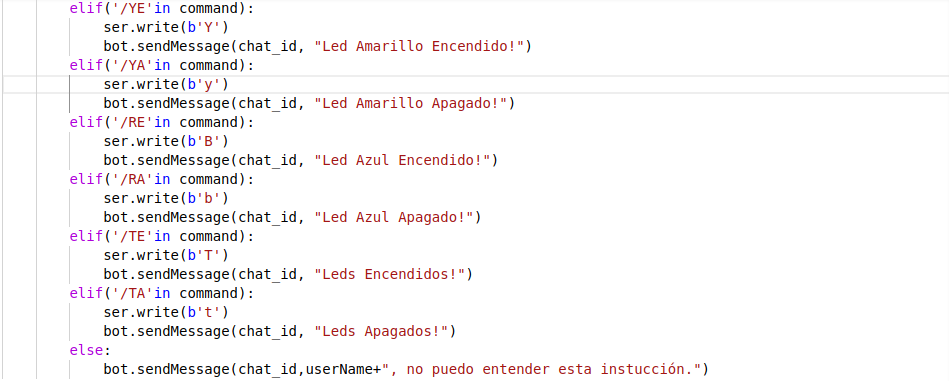 elif('/YE'in command):
ser.write(b'Y')
bot.sendMessage(chat_id, "Led Amarillo Encendido!")
elif('/YA'in command):
ser.write(b'y')
bot.sendMessage(chat_id, "Led Amarillo Apagado!")
elif('/RE'in command):
ser.write(b'B')
bot.sendMessage(chat_id, "Led Azul Encendido!")
elif('/RA'in command):
ser.write(b'b')
bot.sendMessage(chat_id, "Led Azul Apagado!")
elif('/TE'in command):
ser.write(b'T')
bot.sendMessage(chat_id, "Leds Encendidos!")
elif('/TA'in command):
ser.write(b't')
bot.sendMessage(chat_id, "Leds Apagados!")
else:
bot.sendMessage(chat_id,userName+", no puedo entender esta instucción.")